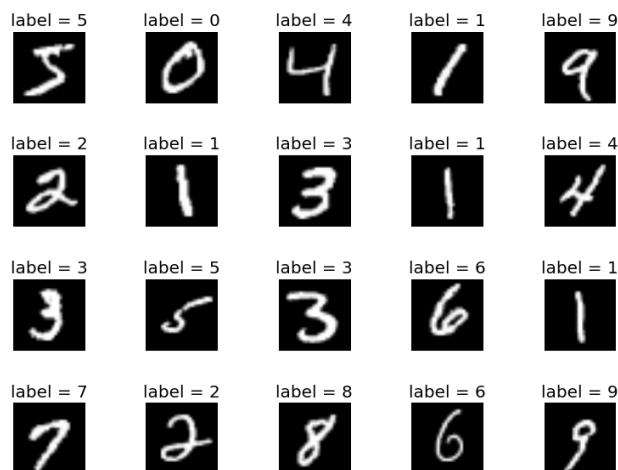 label = 5 label = 0 label = 4 label = 1 label = 9
5 0 4 1 9
label = 2 label = 1 label = 3 label = 1 label = 4
2 1 3 1 4
label = 3 label = 5 label = 3 label = 6 label = 1
3 5 3 6 1
label = 7 label = 2 label = 8 label = 6 label = 9
7 2 8 6 9